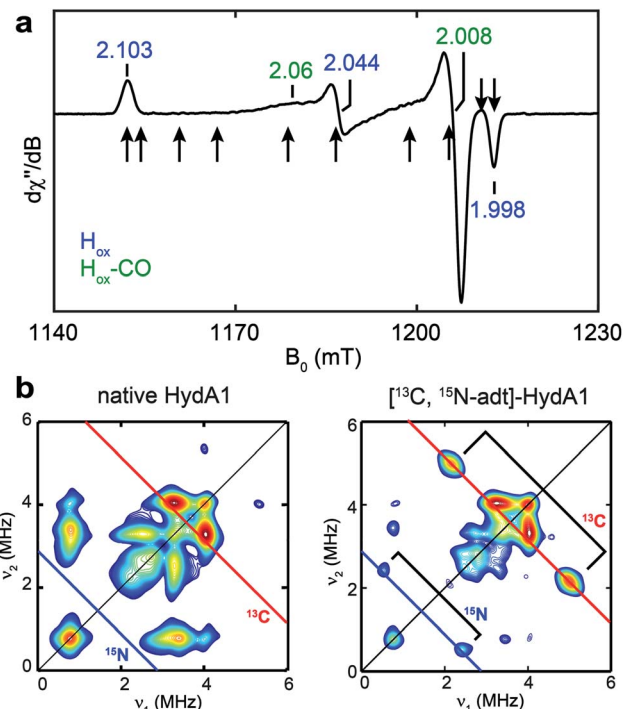 a
2.008
2.103
2.06
2.044
1.998
dχ"/dB
Hox
Hox-CO
1140
1170
1200
1230
B0 (mT)
b
native HydA1
[13C, 15N-adt]-HydA1
6
6
4
4
2
2
0
0
ν2 (MHz)
ν2 (MHz)
13C
15N
13C
15N
0
2
4
6
0
2
4
6
ν1 (MHz)
ν1 (MHz)